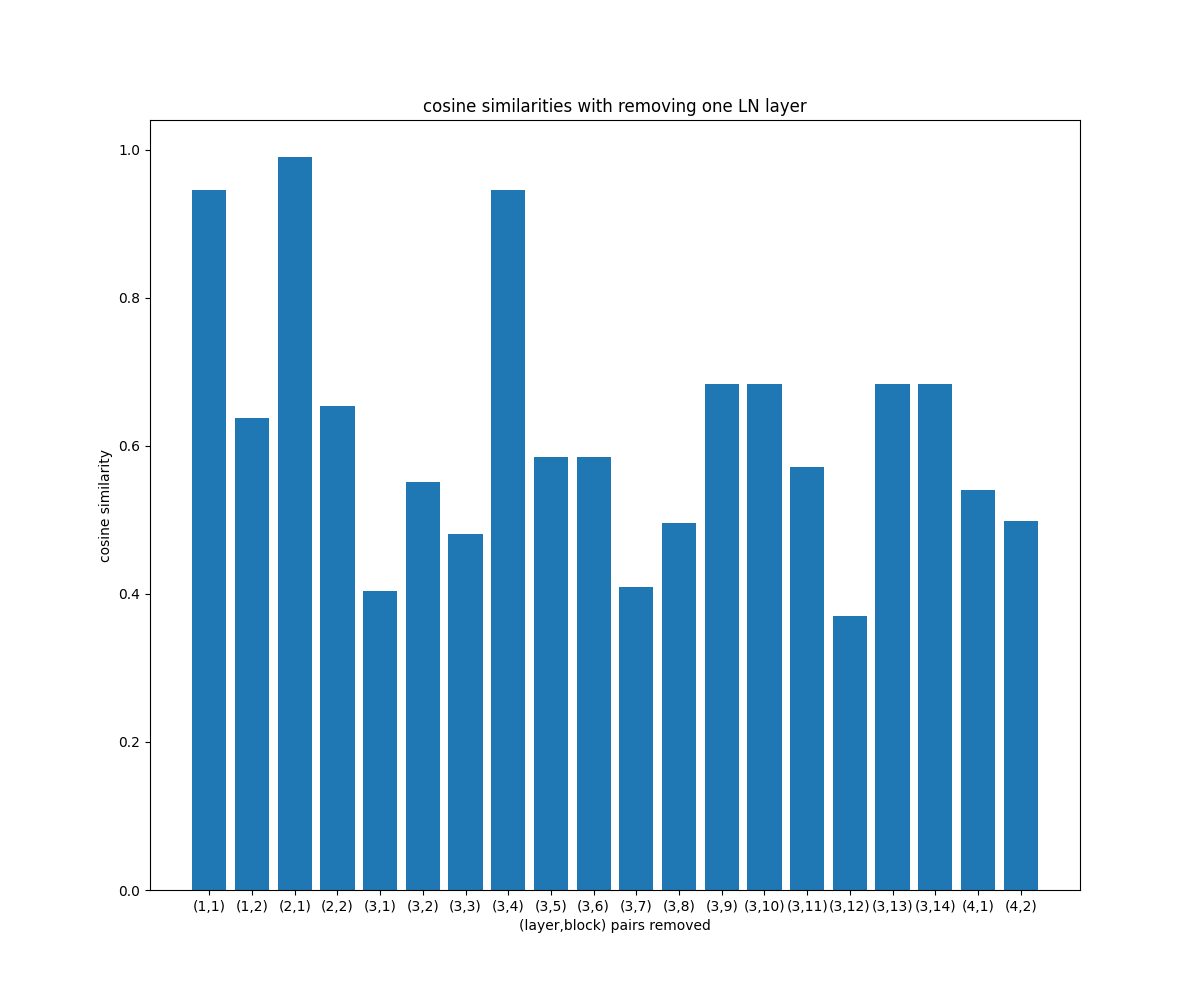 cosine similarities with removing one LN layer
1.0
0.8
0.6
0.4
0.2
0.0
cosine similarity
(1,1) (1,2) (2,1) (2,2) (3,1) (3,2) (3,3) (3,4) (3,5) (3,6) (3,7) (3,8) (3,9) (3,10) (3,11) (3,12) (3,13) (3,14) (4,1) (4,2)
(layer,block) pairs removed